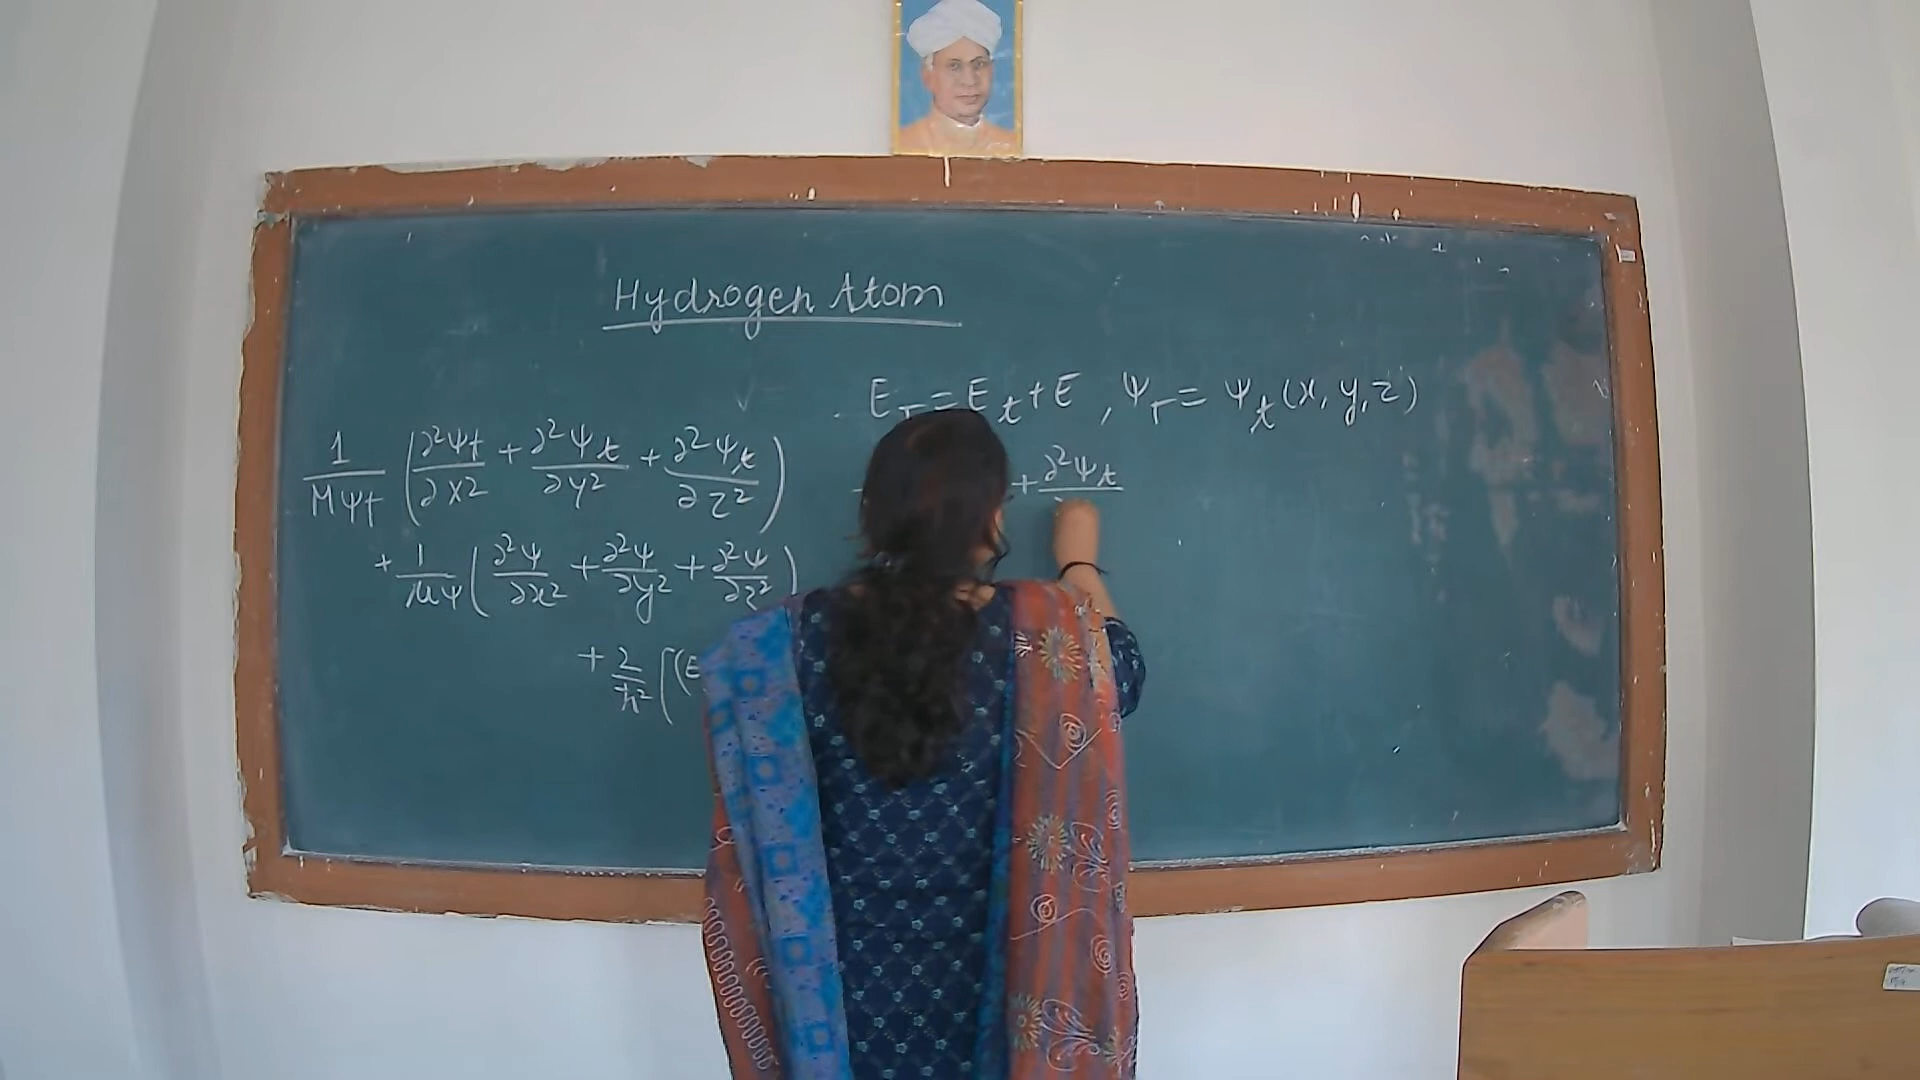 Hydrogen Atom
1/Mψt (∂²ψt/∂x2 + ∂²ψt/∂y² + ∂²ψt/∂z²)
+ 1/μψ (∂²ψ/∂x² + ∂²ψ/∂y² + ∂²ψ/∂z²)
+ 2/ħ² [(E
E_T = E_t + E , ψ_T = ψ_t (x, y, z)
+ ∂²ψt